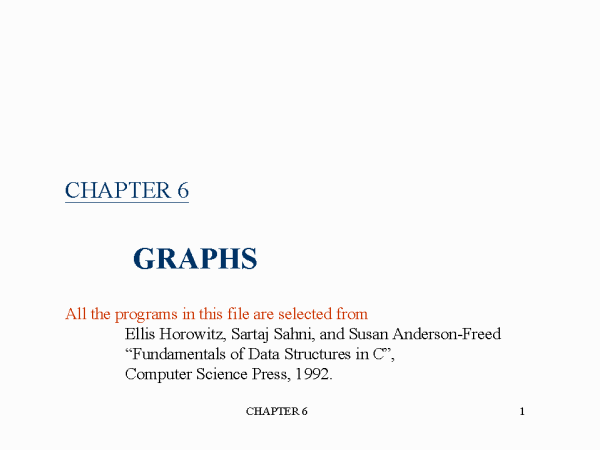 CHAPTER 6
GRAPHS
All the programs in this file are selected from
Ellis Horowitz, Sartaj Sahni, and Susan Anderson-Freed
“Fundamentals of Data Structures in C”,
Computer Science Press, 1992.
CHAPTER 6 1